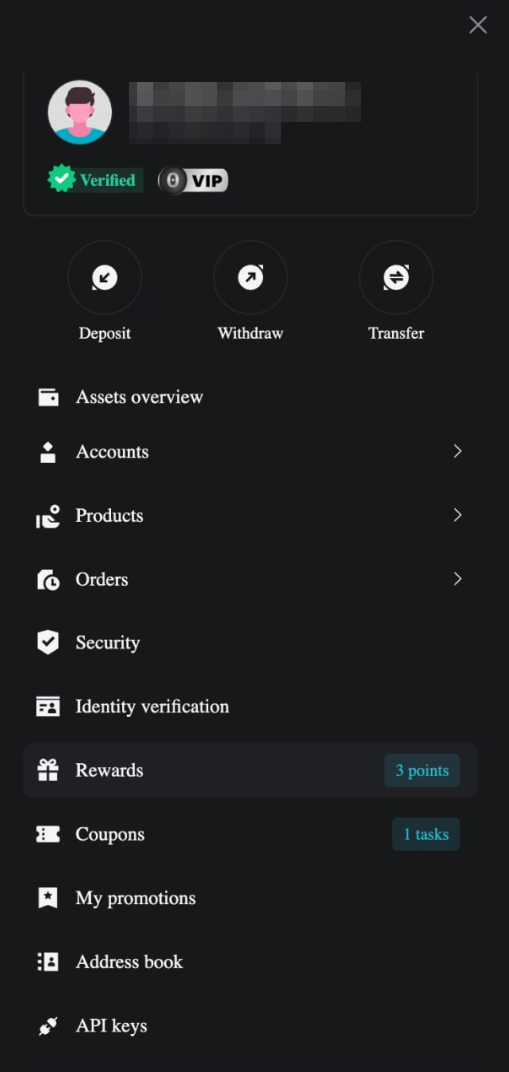 Verified
0 VIP
Deposit Withdraw Transfer
Assets overview
Accounts
Products
Orders
Security
Identity verification
Rewards 3 points
Coupons 1 tasks
My promotions
Address book
API keys